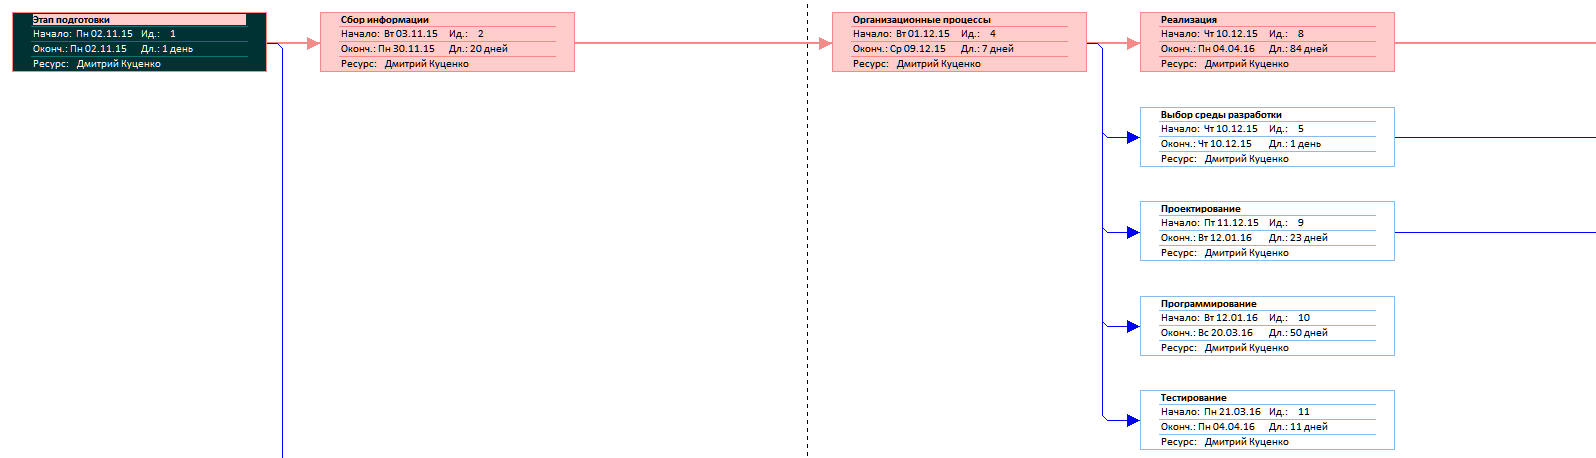 Этап подготовки
Начало: Пн 02.11.15 Ид.: 1
Оконч.: Пн 02.11.15 Дл.: 1 день
Ресурс: Дмитрий Куценко
Сбор информации
Начало: Вт 03.11.15 Ид.: 2
Оконч.: Пн 30.11.15 Дл.: 20 дней
Ресурс: Дмитрий Куценко
Организационные процессы
Начало: Вт 01.12.15 Ид.: 4
Оконч.: Ср 09.12.15 Дл.: 7 дней
Ресурс: Дмитрий Куценко
Реализация
Начало: Чт 10.12.15 Ид.: 8
Оконч.: Пн 04.04.16 Дл.: 84 дней
Ресурс: Дмитрий Куценко
Выбор среды разработки
Начало: Чт 10.12.15 Ид.: 5
Оконч.: Чт 10.12.15 Дл.: 1 день
Ресурс: Дмитрий Куценко
Проектирование
Начало: Пт 11.12.15 Ид.: 9
Оконч.: Вт 12.01.16 Дл.: 23 дней
Ресурс: Дмитрий Куценко
Программирование
Начало: Вт 12.01.16 Ид.: 10
Оконч.: Вс 20.03.16 Дл.: 50 дней
Ресурс: Дмитрий Куценко
Тестирование
Начало: Пн 21.03.16 Ид.: 11
Оконч.: Пн 04.04.16 Дл.: 11 дней
Ресурс: Дмитрий Куценко